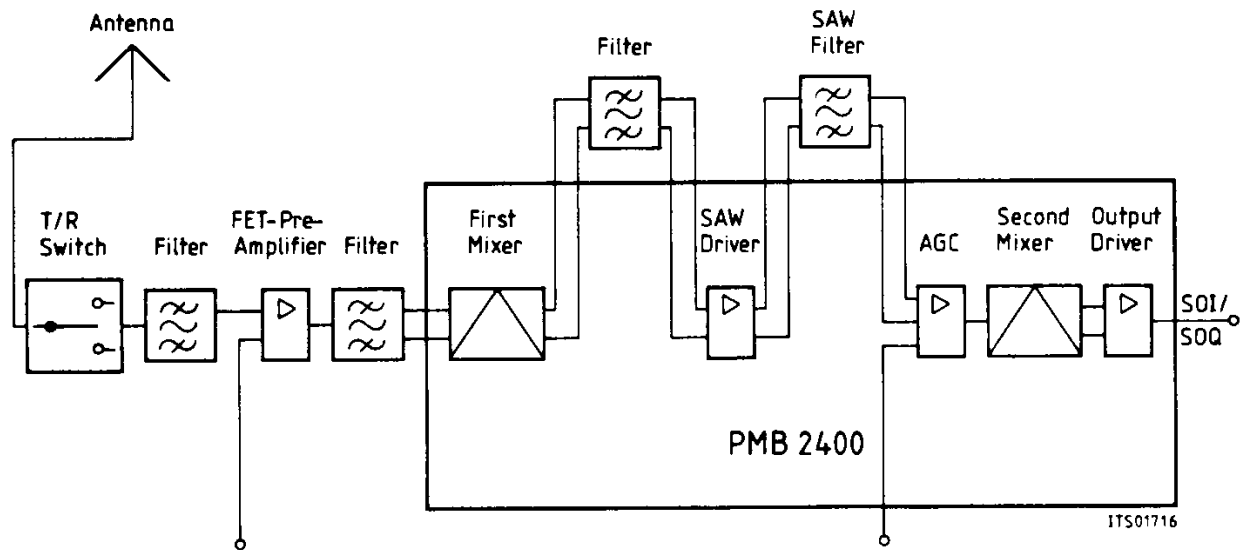 Antenna
Filter
SAW
Filter
T/R
Switch
Filter
FET-Pre-
Amplifier
Filter
First
Mixer
SAW
Driver
AGC
Second
Mixer
Output
Driver
SOI/
SOQ
PMB 2400
ITS01716